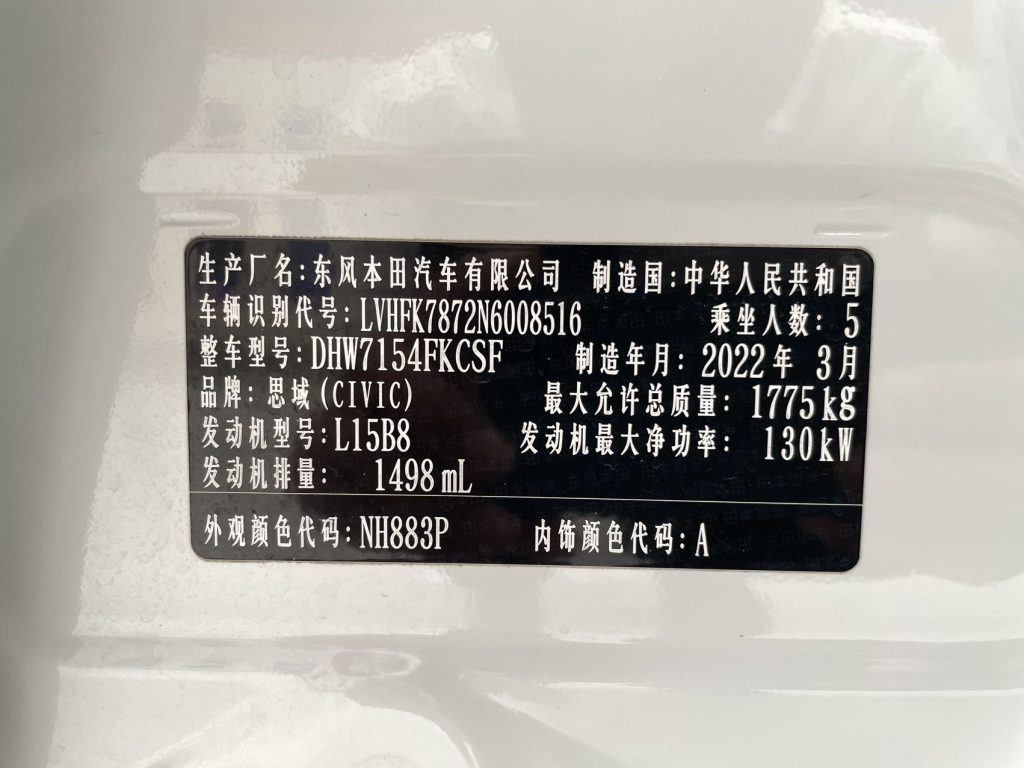 生产厂名:东风本田汽车有限公司 制造国:中华人民共和国
车辆识别代号:LVHFK7872N6008516 乘坐人数:5
整车型号:DHW7154FKCSF 制造年月:2022年 3月
品牌:思域(CIVIC) 最大允许总质量:1775kg
发动机型号:L15B8 发动机最大净功率:130kW
发动机排量: 1498mL
外观颜色代码:NH883P 内饰颜色代码:A